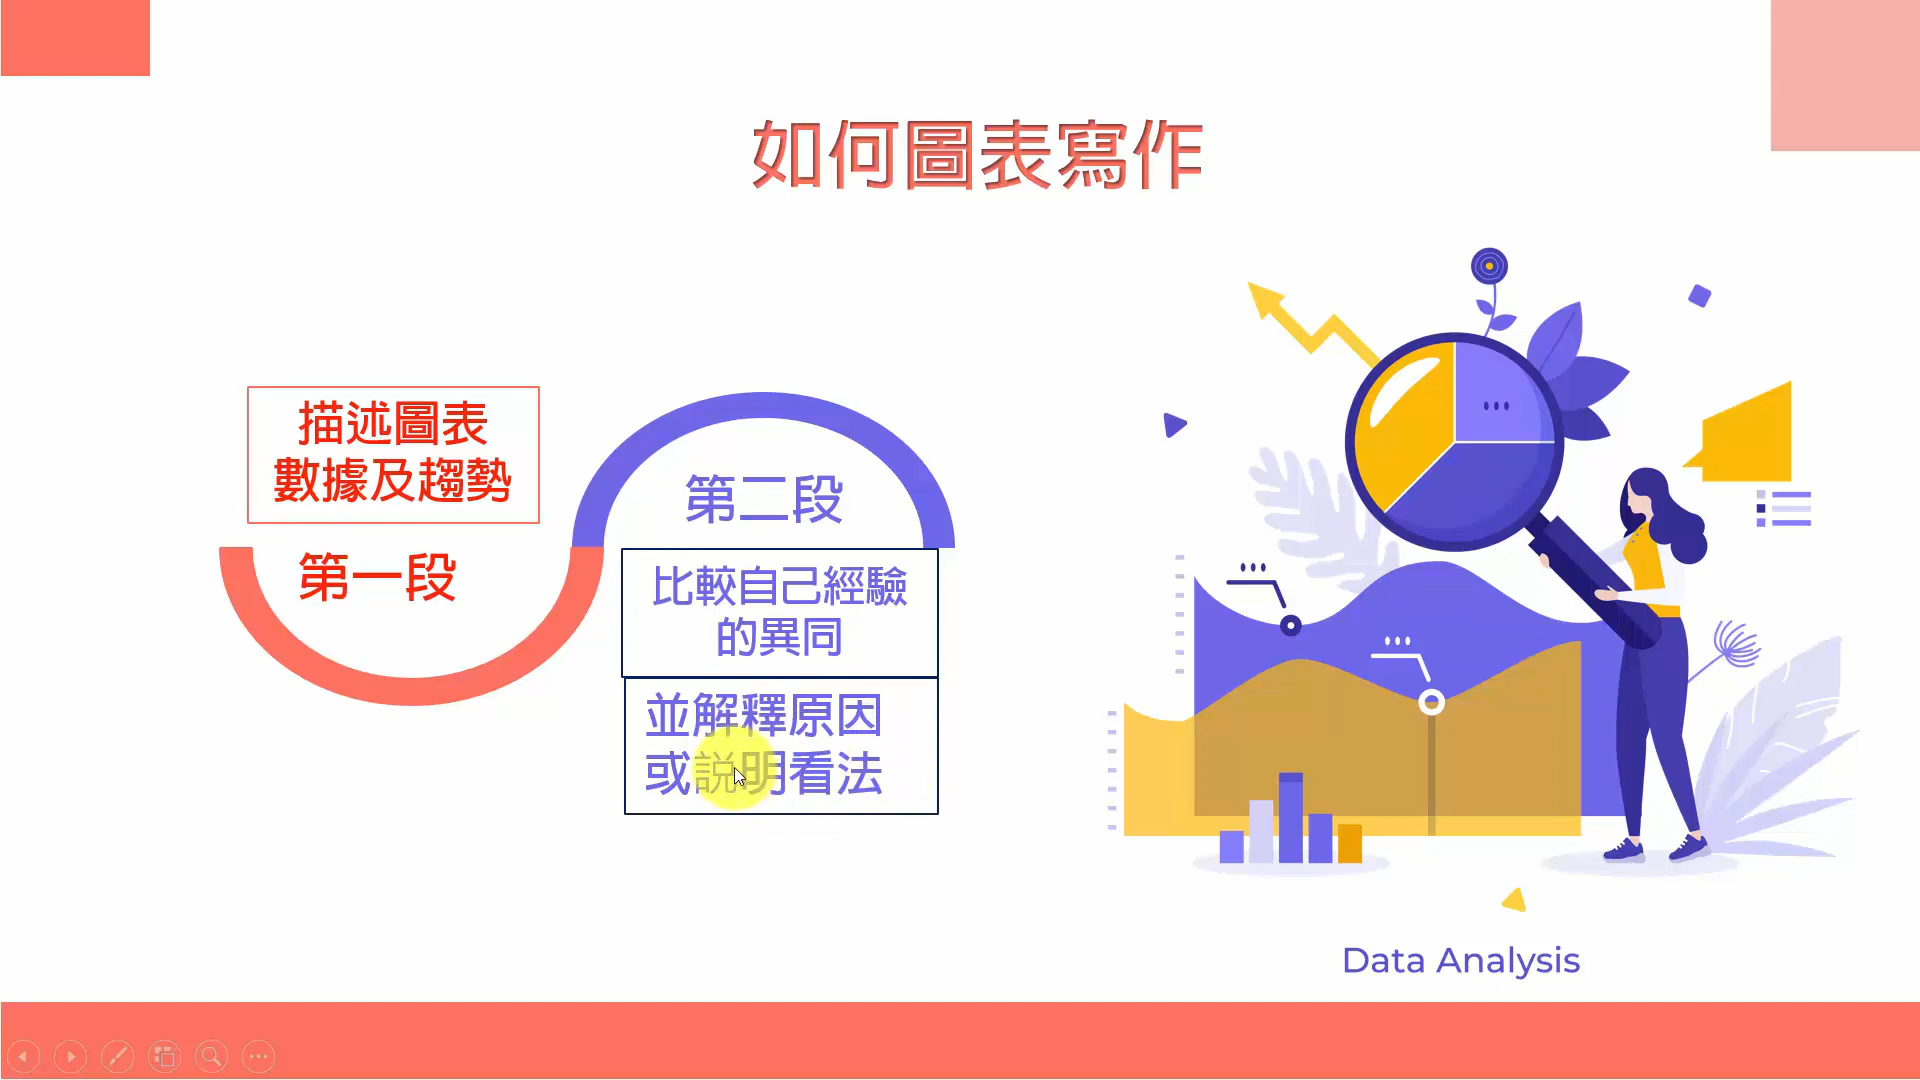 如何圖表寫作
描述圖表
數據及趨勢
第一段
第二段
比較自己經驗
的異同
並解釋原因
或説明看法
Data Analysis